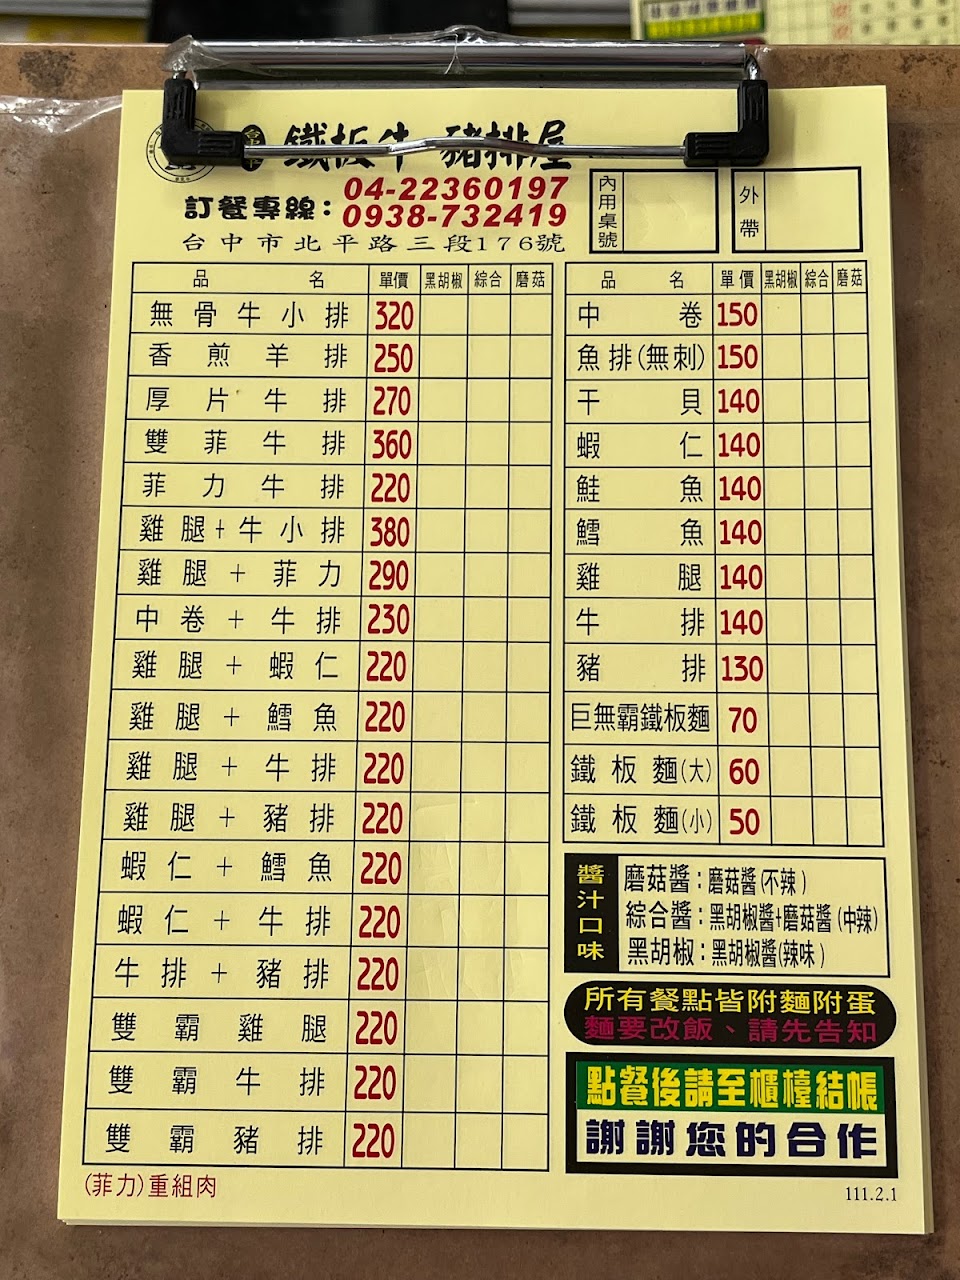 鐵板牛 豬排屋
訂餐專線：04-22360197
0938-732419
台中市北平路三段176號
內用桌號
外帶
品名 單價 黑胡椒 綜合 磨菇
無骨牛小排 320
香煎羊排 250
厚片牛排 270
雙菲牛排 360
菲力牛排 220
雞腿+牛小排 380
雞腿+菲力 290
中卷+牛排 230
雞腿+蝦仁 220
雞腿+鱈魚 220
雞腿+牛排 220
雞腿+豬排 220
蝦仁+鱈魚 220
蝦仁+牛排 220
牛排+豬排 220
雙霸雞腿 220
雙霸牛排 220
雙霸豬排 220
(菲力)重組肉
品名 單價 黑胡椒 綜合 磨菇
中卷 150
魚排(無刺) 150
干貝 140
蝦仁 140
鮭魚 140
鱈魚 140
雞腿 140
牛排 140
豬排 130
巨無霸鐵板麵 70
鐵板麵(大) 60
鐵板麵(小) 50
醬汁口味
磨菇醬：磨菇醬(不辣)
綜合醬：黑胡椒醬+磨菇醬(中辣)
黑胡椒：黑胡椒醬(辣味)
所有餐點皆附麵附蛋
麵要改飯、請先告知
點餐後請至櫃檯結帳
謝謝您的合作
111.2.1